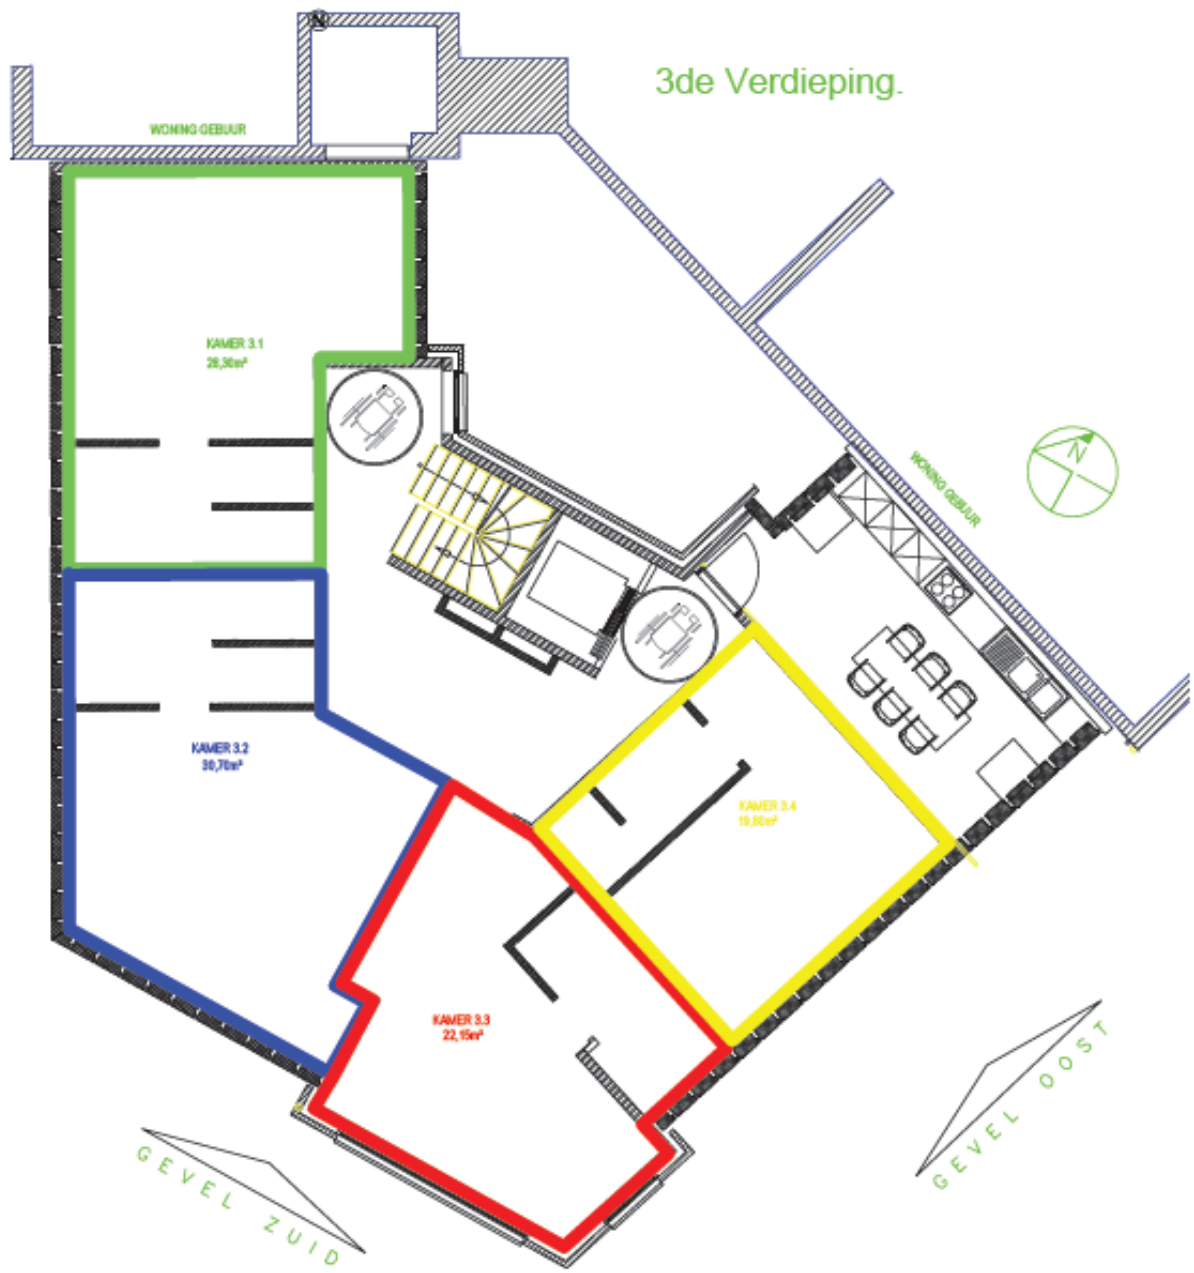 N
3de Verdieping.
WONING GEBUUR
KAMER 3.1
28,30m²
WONING GEBUUR
N
KAMER 3.2
30,70m²
KAMER 3.4
19,80m²
KAMER 3.3
22,15m²
GEVEL ZUID
GEVEL OOST